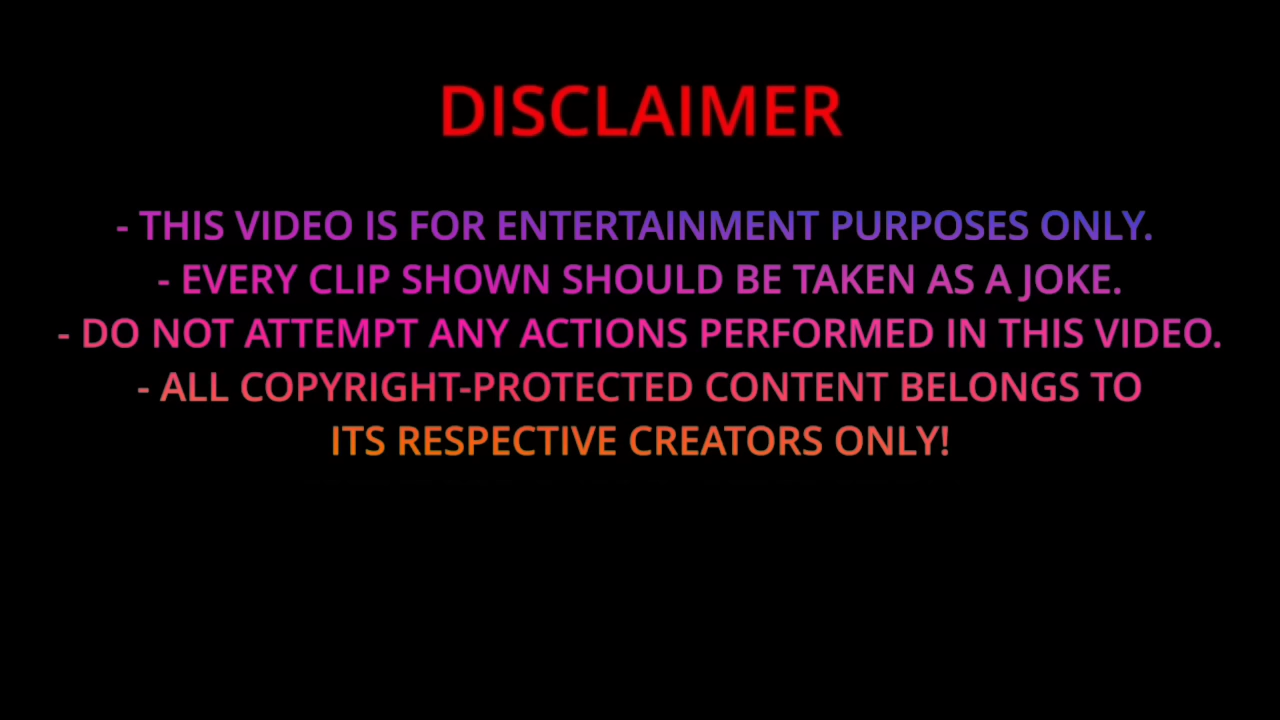 DISCLAIMER
- THIS VIDEO IS FOR ENTERTAINMENT PURPOSES ONLY.
- EVERY CLIP SHOWN SHOULD BE TAKEN AS A JOKE.
- DO NOT ATTEMPT ANY ACTIONS PERFORMED IN THIS VIDEO.
- ALL COPYRIGHT-PROTECTED CONTENT BELONGS TO
ITS RESPECTIVE CREATORS ONLY!